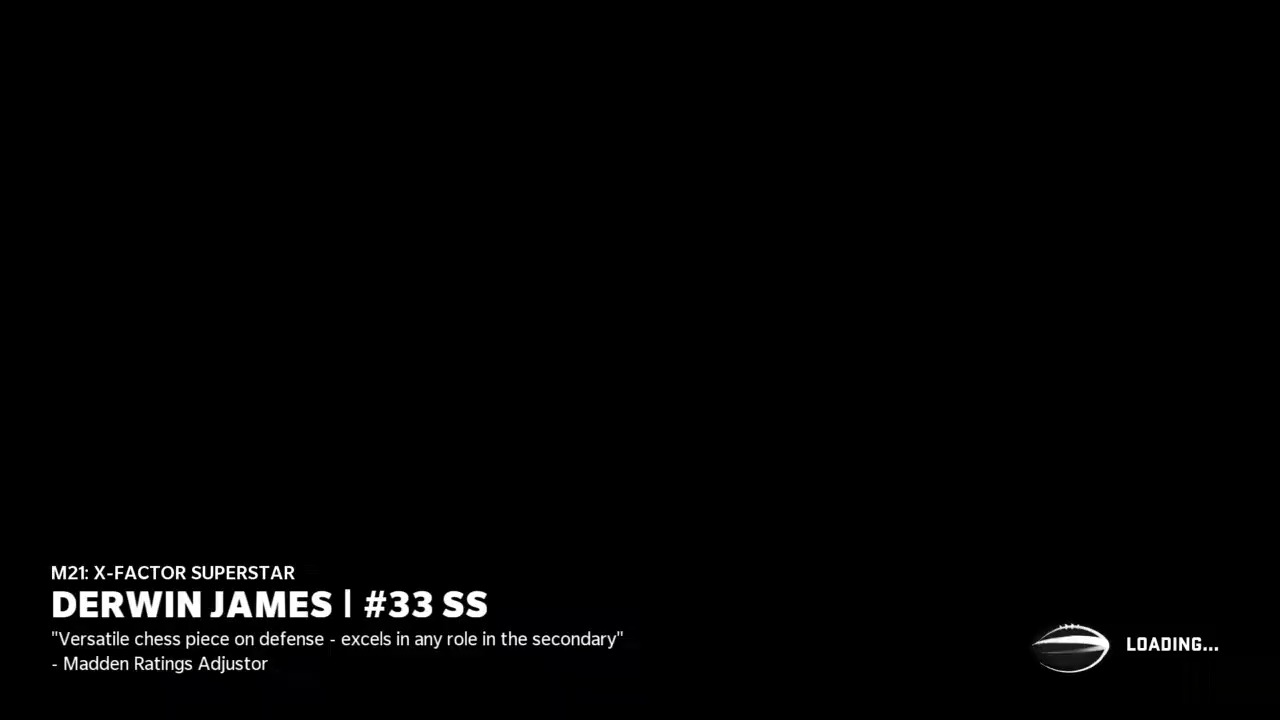 M21: X-FACTOR SUPERSTAR
DERWIN JAMES | #33 SS
"Versatile chess piece on defense - excels in any role in the secondary"
- Madden Ratings Adjustor
LOADING...